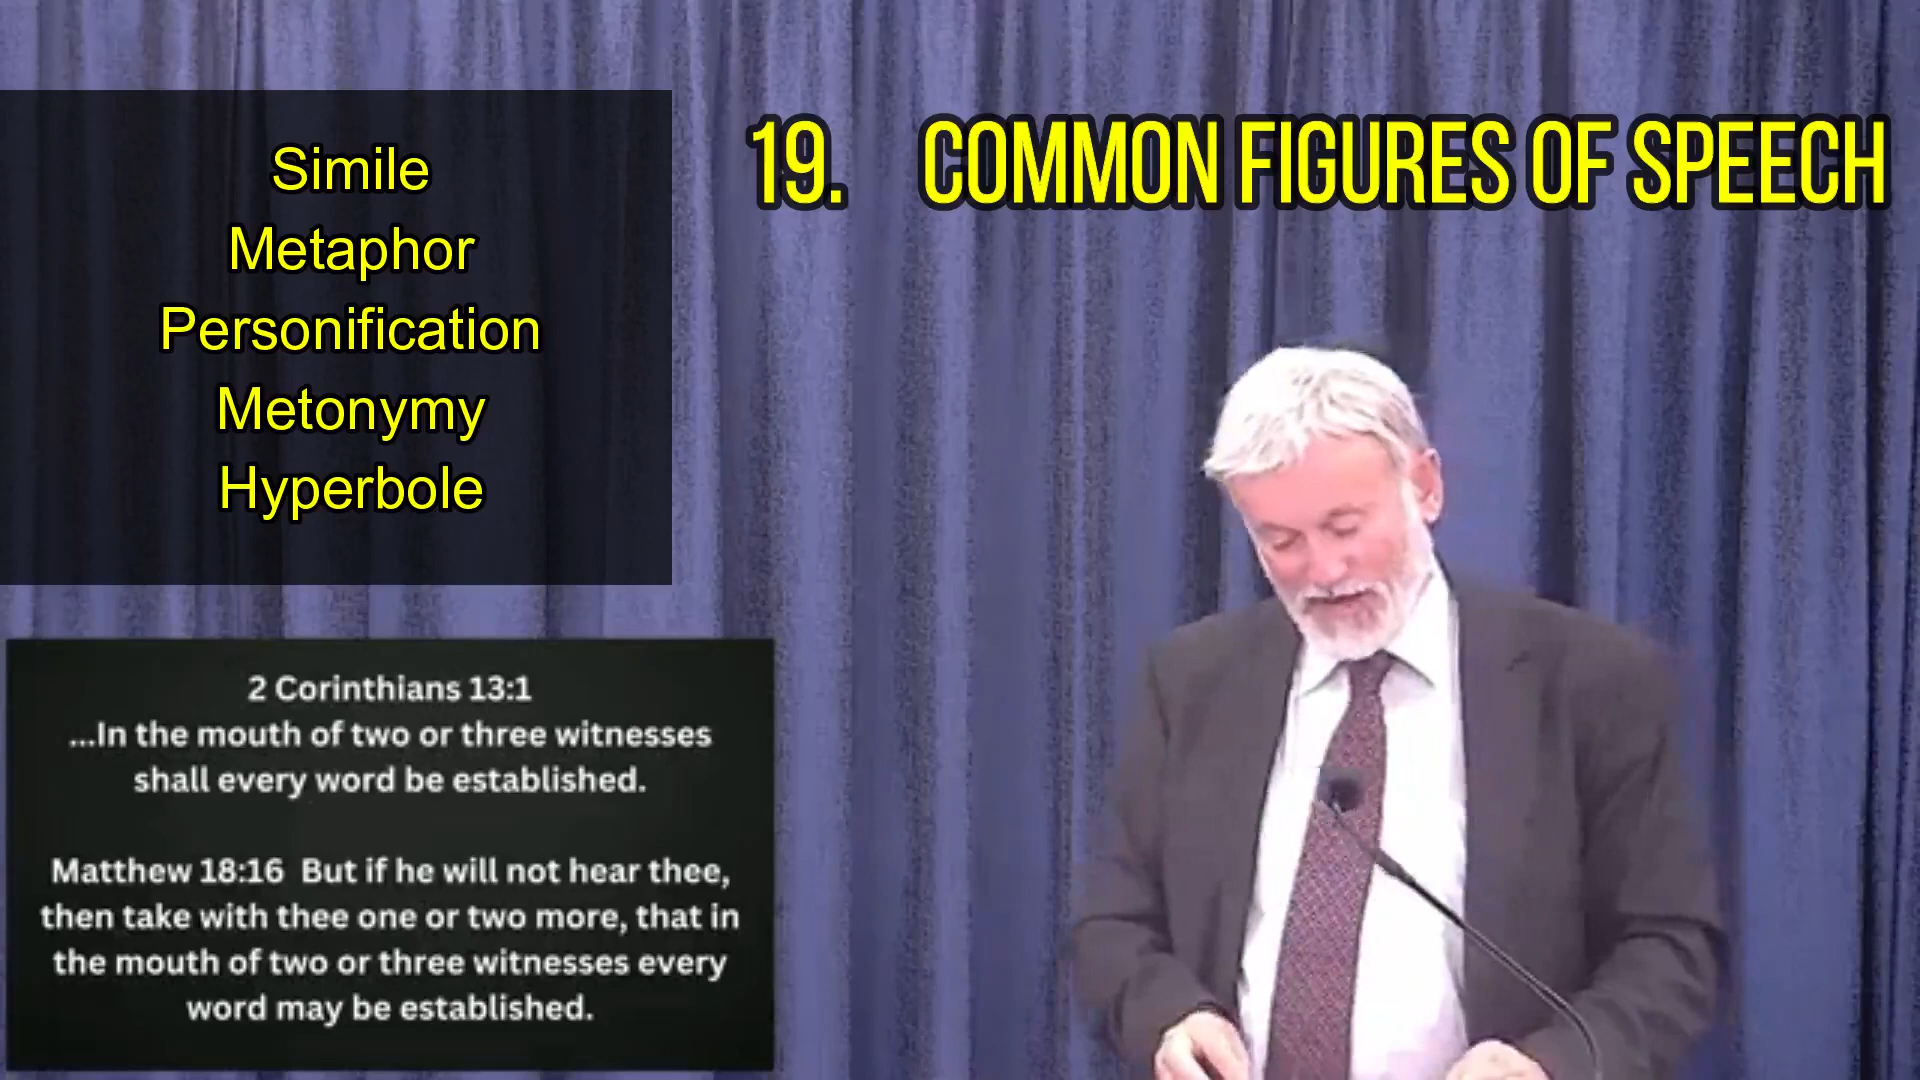 19. COMMON FIGURES OF SPEECH
Simile
Metaphor
Personification
Metonymy
Hyperbole
2 Corinthians 13:1
...In the mouth of two or three witnesses
shall every word be established.
Matthew 18:16 But if he will not hear thee,
then take with thee one or two more, that in
the mouth of two or three witnesses every
word may be established.